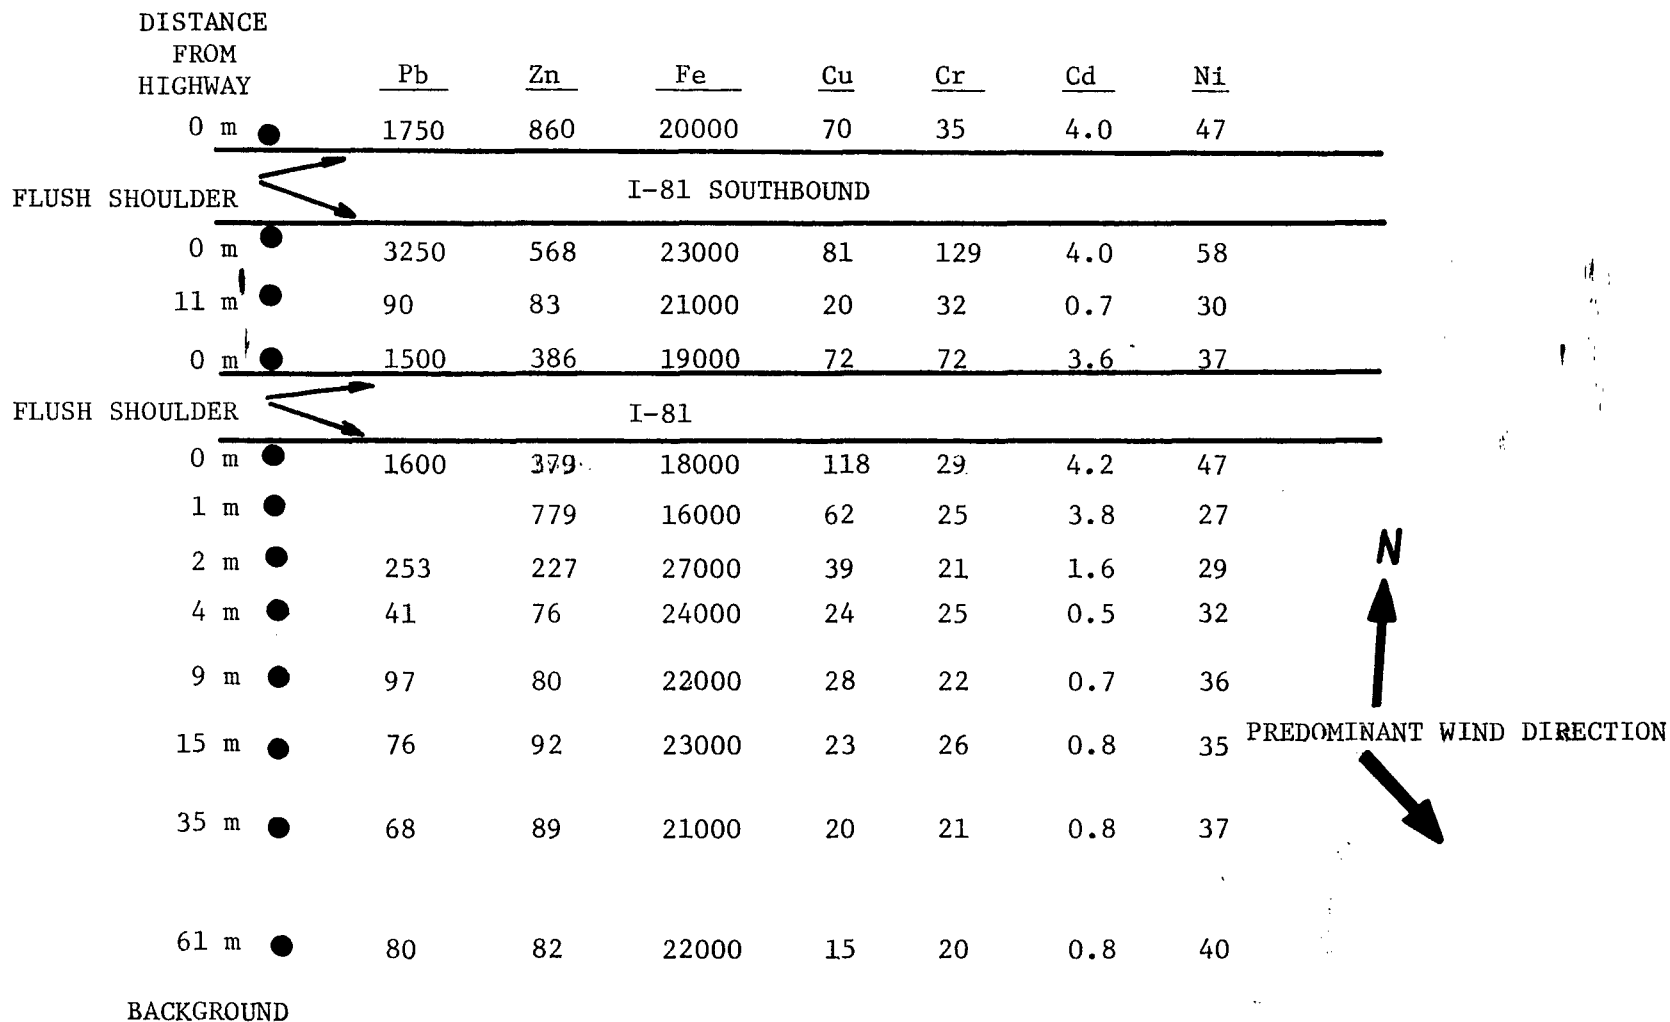 DISTANCE
FROM
HIGHWAY Pb Zn Fe Cu Cr Cd Ni
0 m 1750 860 20000 70 35 4.0 47
FLUSH SHOULDER I-81 SOUTHBOUND
0 m 3250 568 23000 81 129 4.0 58
11 m 90 83 21000 20 32 0.7 30
0 m 1500 386 19000 72 72 3.6 37
FLUSH SHOULDER I-81
0 m 1600 379 18000 118 29 4.2 47
1 m 779 16000 62 25 3.8 27
2 m 253 227 27000 39 21 1.6 29
N
4 m 41 76 24000 24 25 0.5 32
9 m 97 80 22000 28 22 0.7 36
15 m 76 92 23000 23 26 0.8 35 PREDOMINANT WIND DIRECTION
35 m 68 89 21000 20 21 0.8 37
61 m 80 82 22000 15 20 0.8 40
BACKGROUND